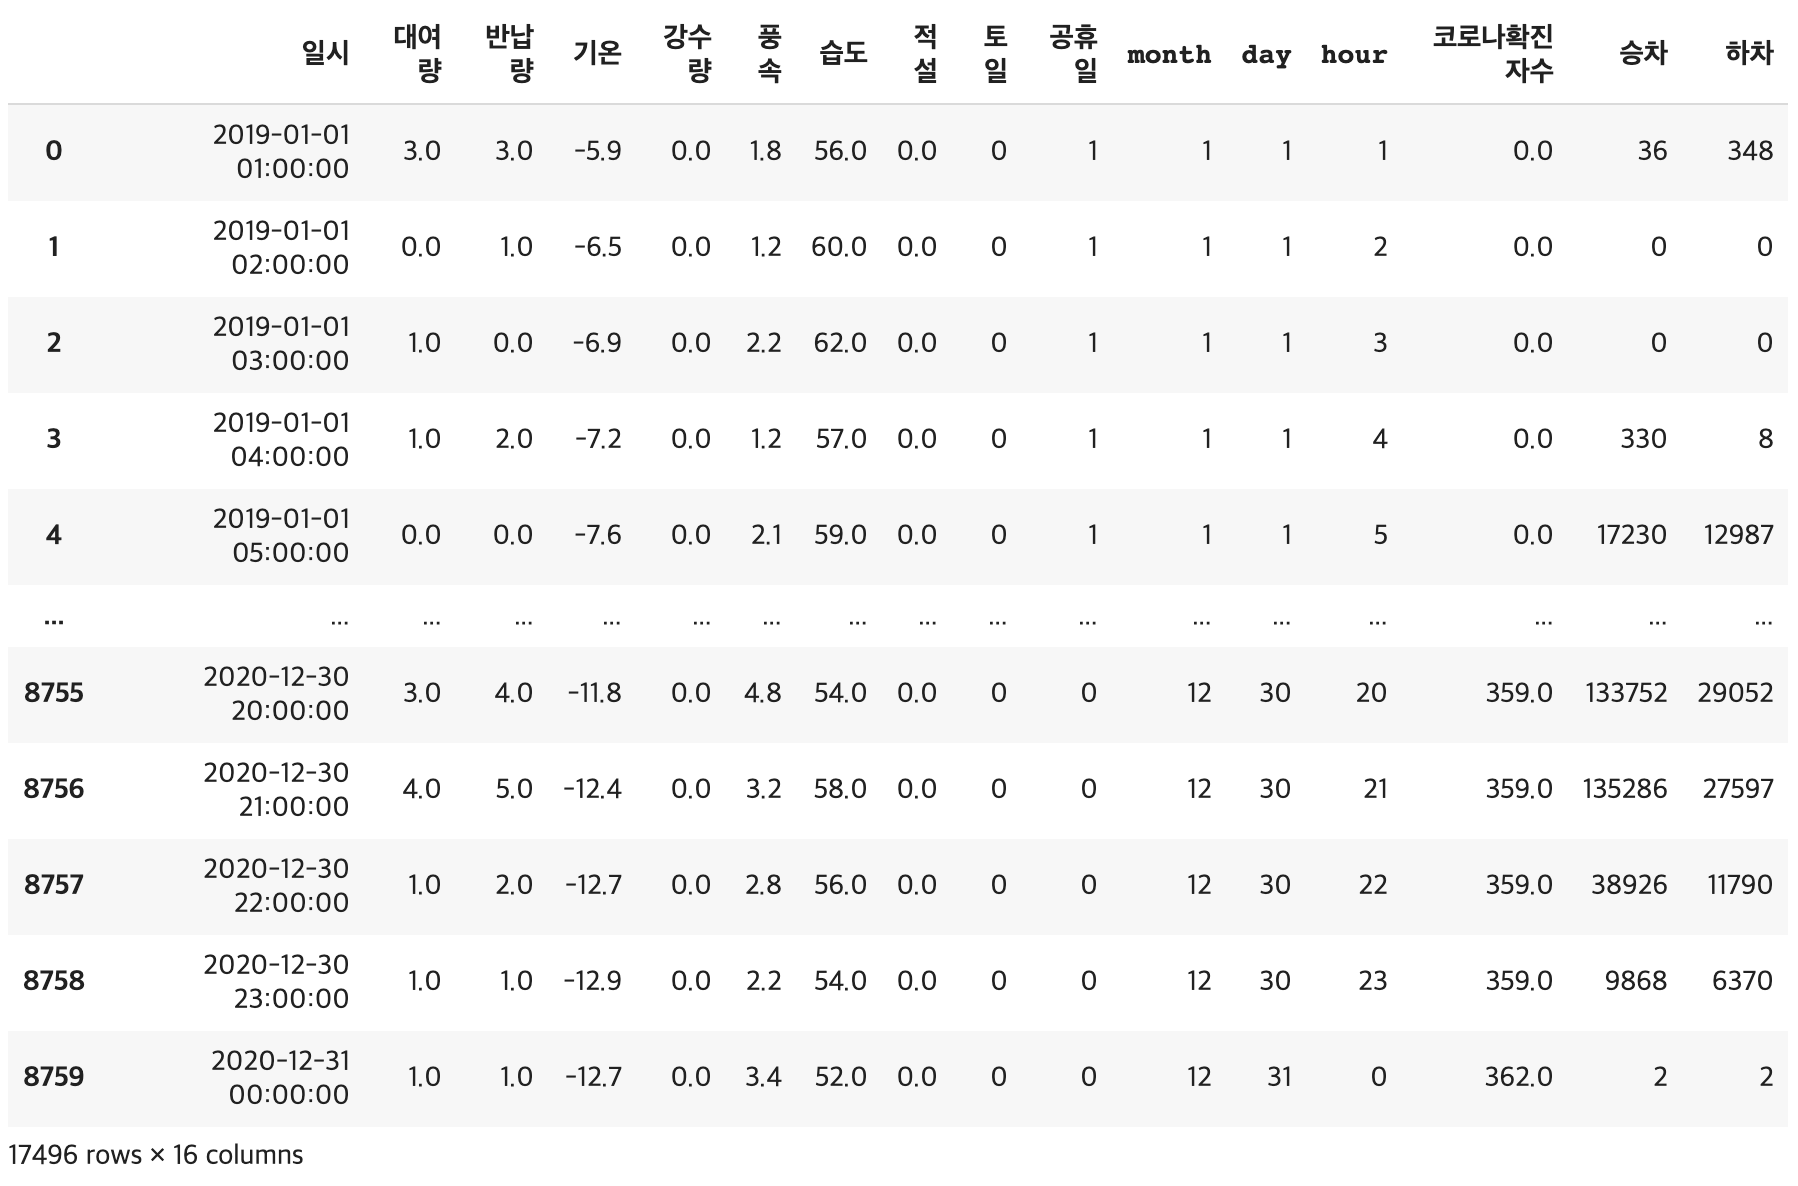 일시 대여량 반납량 기온 강수량 풍속 습도 적설 토일 공휴일 month day hour 코로나확진자수 승차 하차
0 2019-01-01 01:00:00 3.0 3.0 -5.9 0.0 1.8 56.0 0.0 0 1 1 1 1 0.0 36 348
1 2019-01-01 02:00:00 0.0 1.0 -6.5 0.0 1.2 60.0 0.0 0 1 1 1 2 0.0 0 0
2 2019-01-01 03:00:00 1.0 0.0 -6.9 0.0 2.2 62.0 0.0 0 1 1 1 3 0.0 0 0
3 2019-01-01 04:00:00 1.0 2.0 -7.2 0.0 1.2 57.0 0.0 0 1 1 1 4 0.0 330 8
4 2019-01-01 05:00:00 0.0 0.0 -7.6 0.0 2.1 59.0 0.0 0 1 1 1 5 0.0 17230 12987
... ... ... ... ... ... ... ... ... ... ... ... ... ... ... ... ...
8755 2020-12-30 20:00:00 3.0 4.0 -11.8 0.0 4.8 54.0 0.0 0 0 12 30 20 359.0 133752 29052
8756 2020-12-30 21:00:00 4.0 5.0 -12.4 0.0 3.2 58.0 0.0 0 0 12 30 21 359.0 135286 27597
8757 2020-12-30 22:00:00 1.0 2.0 -12.7 0.0 2.8 56.0 0.0 0 0 12 30 22 359.0 38926 11790
8758 2020-12-30 23:00:00 1.0 1.0 -12.9 0.0 2.2 54.0 0.0 0 0 12 30 23 359.0 9868 6370
8759 2020-12-31 00:00:00 1.0 1.0 -12.7 0.0 3.4 52.0 0.0 0 0 12 31 0 362.0 2 2
17496 rows × 16 columns